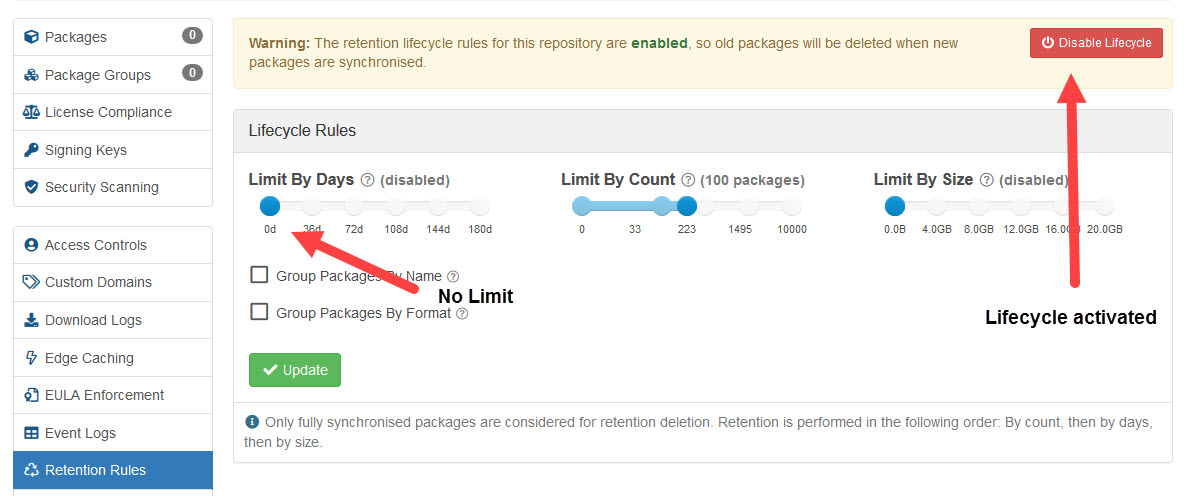 Packages 0
Package Groups 0
License Compliance
Signing Keys
Security Scanning
Access Controls
Custom Domains
Download Logs
Edge Caching
EULA Enforcement
Event Logs
Retention Rules
Warning: The retention lifecycle rules for this repository are enabled, so old packages will be deleted when new
packages are synchronised.
Disable Lifecycle
Lifecycle Rules
Limit By Days ? (disabled)
0d 36d 72d 108d 144d 180d
Limit By Count ? (100 packages)
0 33 223 1495 10000
Limit By Size ? (disabled)
0.0B 4.0GB 8.0GB 12.0GB 16.0GB 20.0GB
Group Packages By Name ?
No Limit
Group Packages By Format ?
Lifecycle activated
Update
Only fully synchronised packages are considered for retention deletion. Retention is performed in the following order: By count, then by days,
then by size.